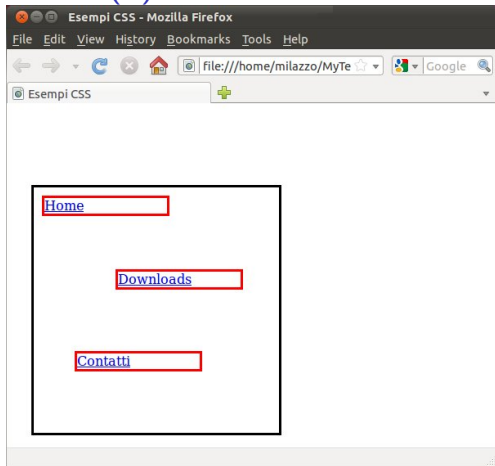 Esempi CSS - Mozilla Firefox
File Edit View History Bookmarks Tools Help
file:///home/milazzo/MyTe Google
Esempi CSS
Home
Downloads
Contatti